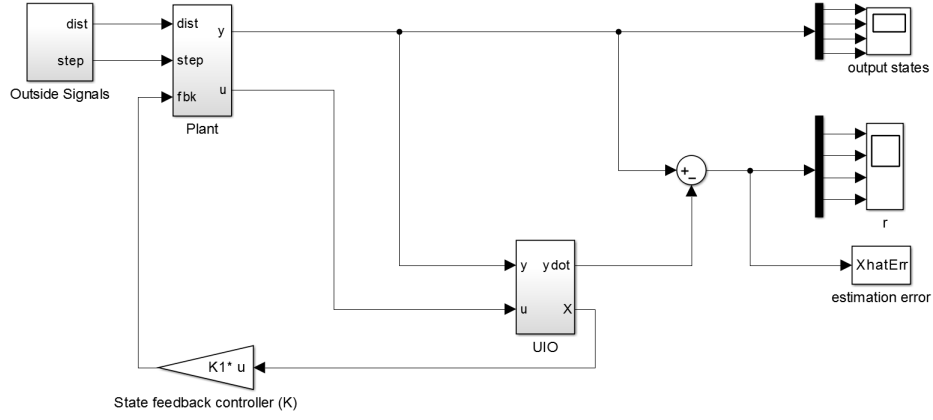 dist
step
Outside Signals
dist
step
fbk
y
u
Plant
output states
+
−
r
y
u
ydot
X
UIO
XhatErr
estimation error
K1* u
State feedback controller (K)